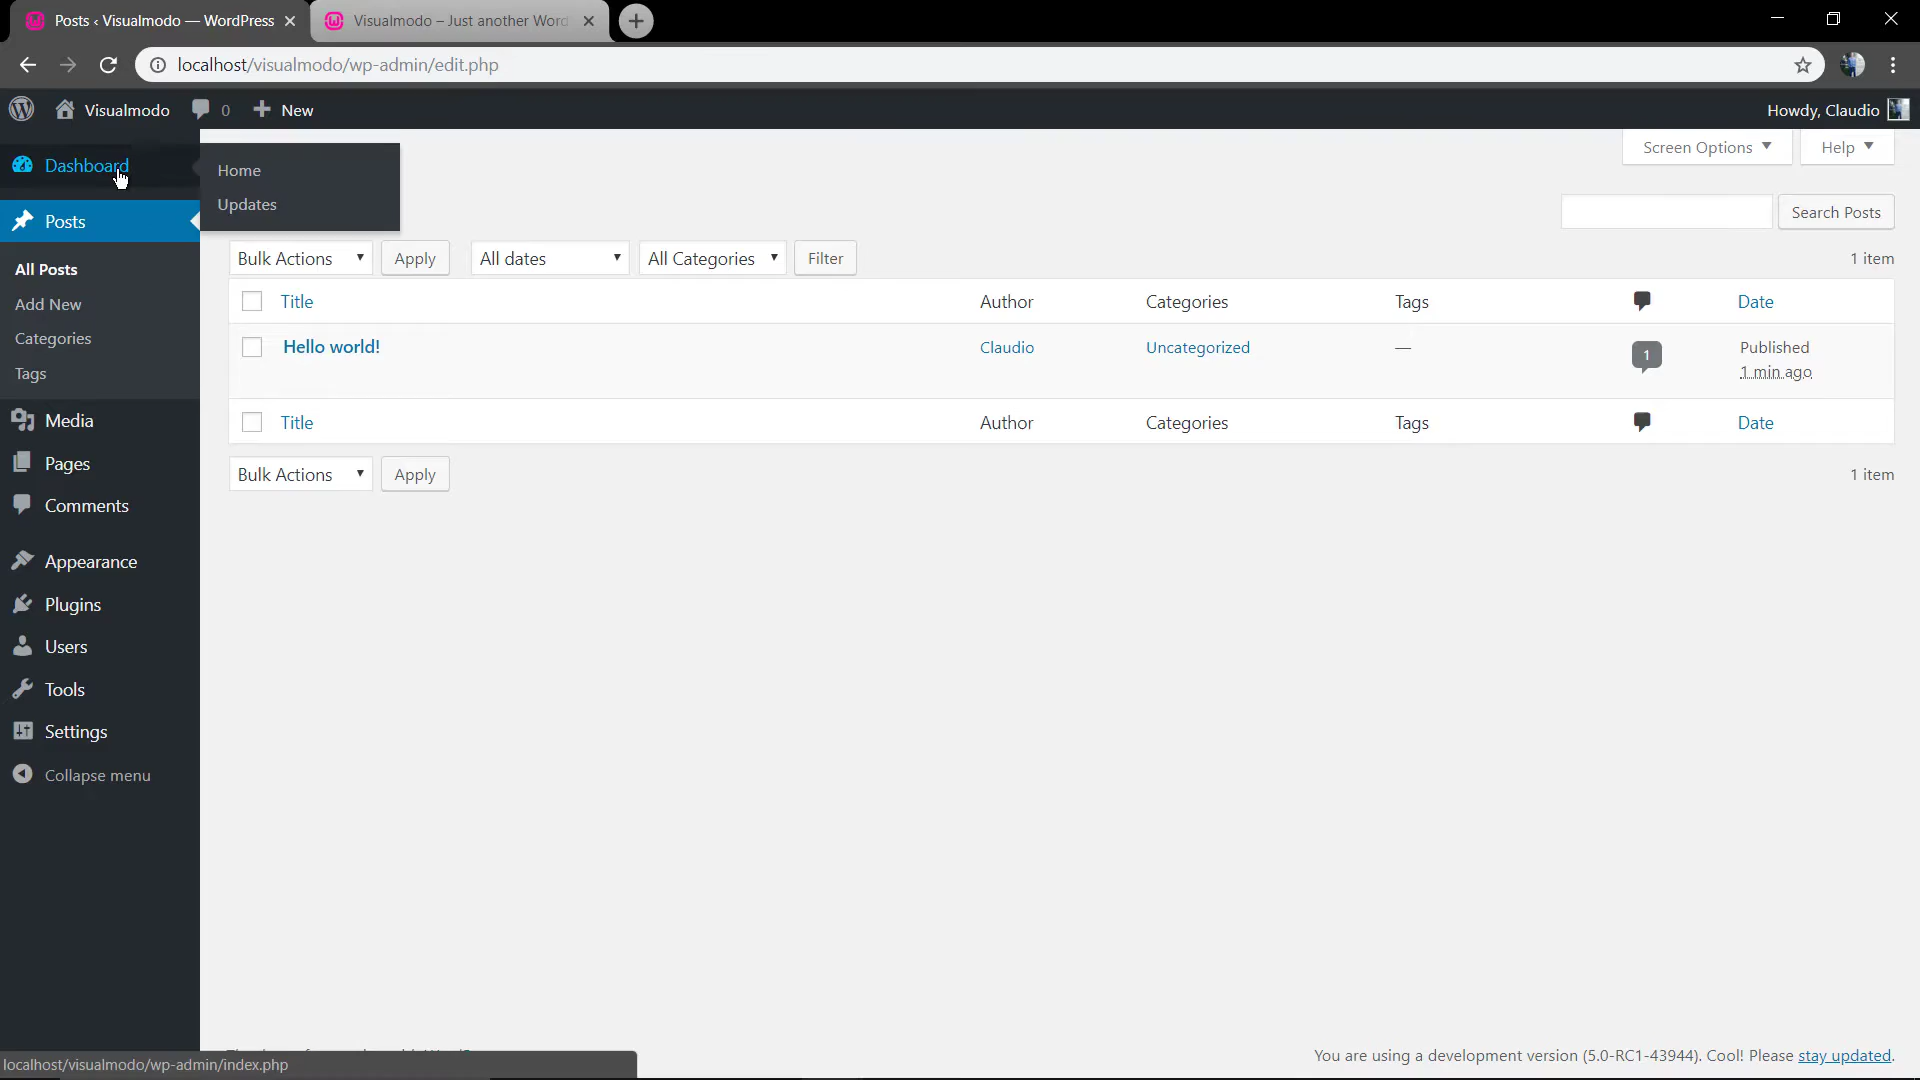 Posts ‹ Visualmodo — WordPress
Visualmodo – Just another Word
localhost/visualmodo/wp-admin/edit.php
Visualmodo 0 New
Howdy, Claudio
Dashboard
Home
Updates
Screen Options
Help
Search Posts
Posts
All Posts
Add New
Categories
Tags
Media
Pages
Comments
Appearance
Plugins
Users
Tools
Settings
Collapse menu
Bulk Actions Apply All dates All Categories Filter 1 item
Title Author Categories Tags Date
Hello world! Claudio Uncategorized — 1 Published
1 min ago
Title Author Categories Tags Date
Bulk Actions Apply 1 item
You are using a development version (5.0-RC1-43944). Cool! Please stay updated.
localhost/visualmodo/wp-admin/index.php